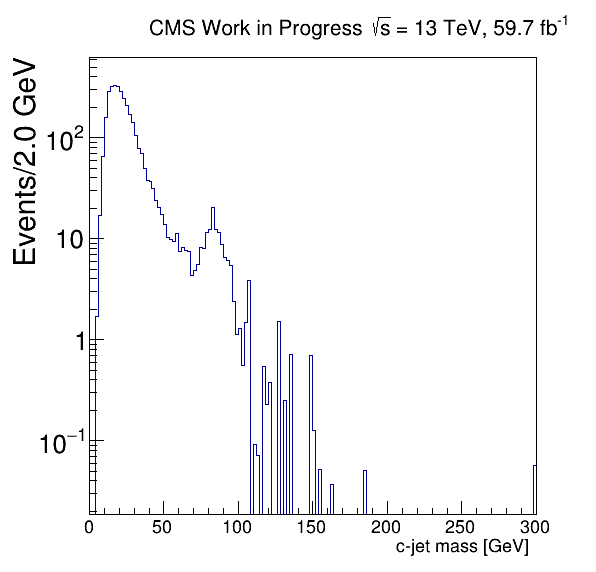 CMS Work in Progress √s = 13 TeV, 59.7 fb⁻¹
Events/2.0 GeV
10²
10
1
10⁻¹
0 50 100 150 200 250 300
c-jet mass [GeV]